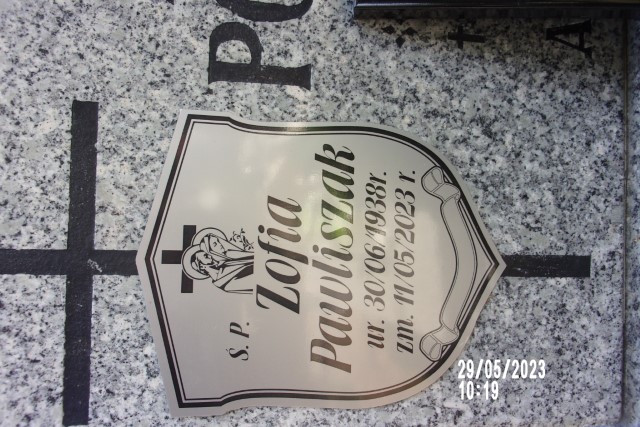 Ś. P.
Zofia
Pawliszak
ur. 30/06/1938r.
zm. 11/05/2023 r.
29/05/2023
10:19